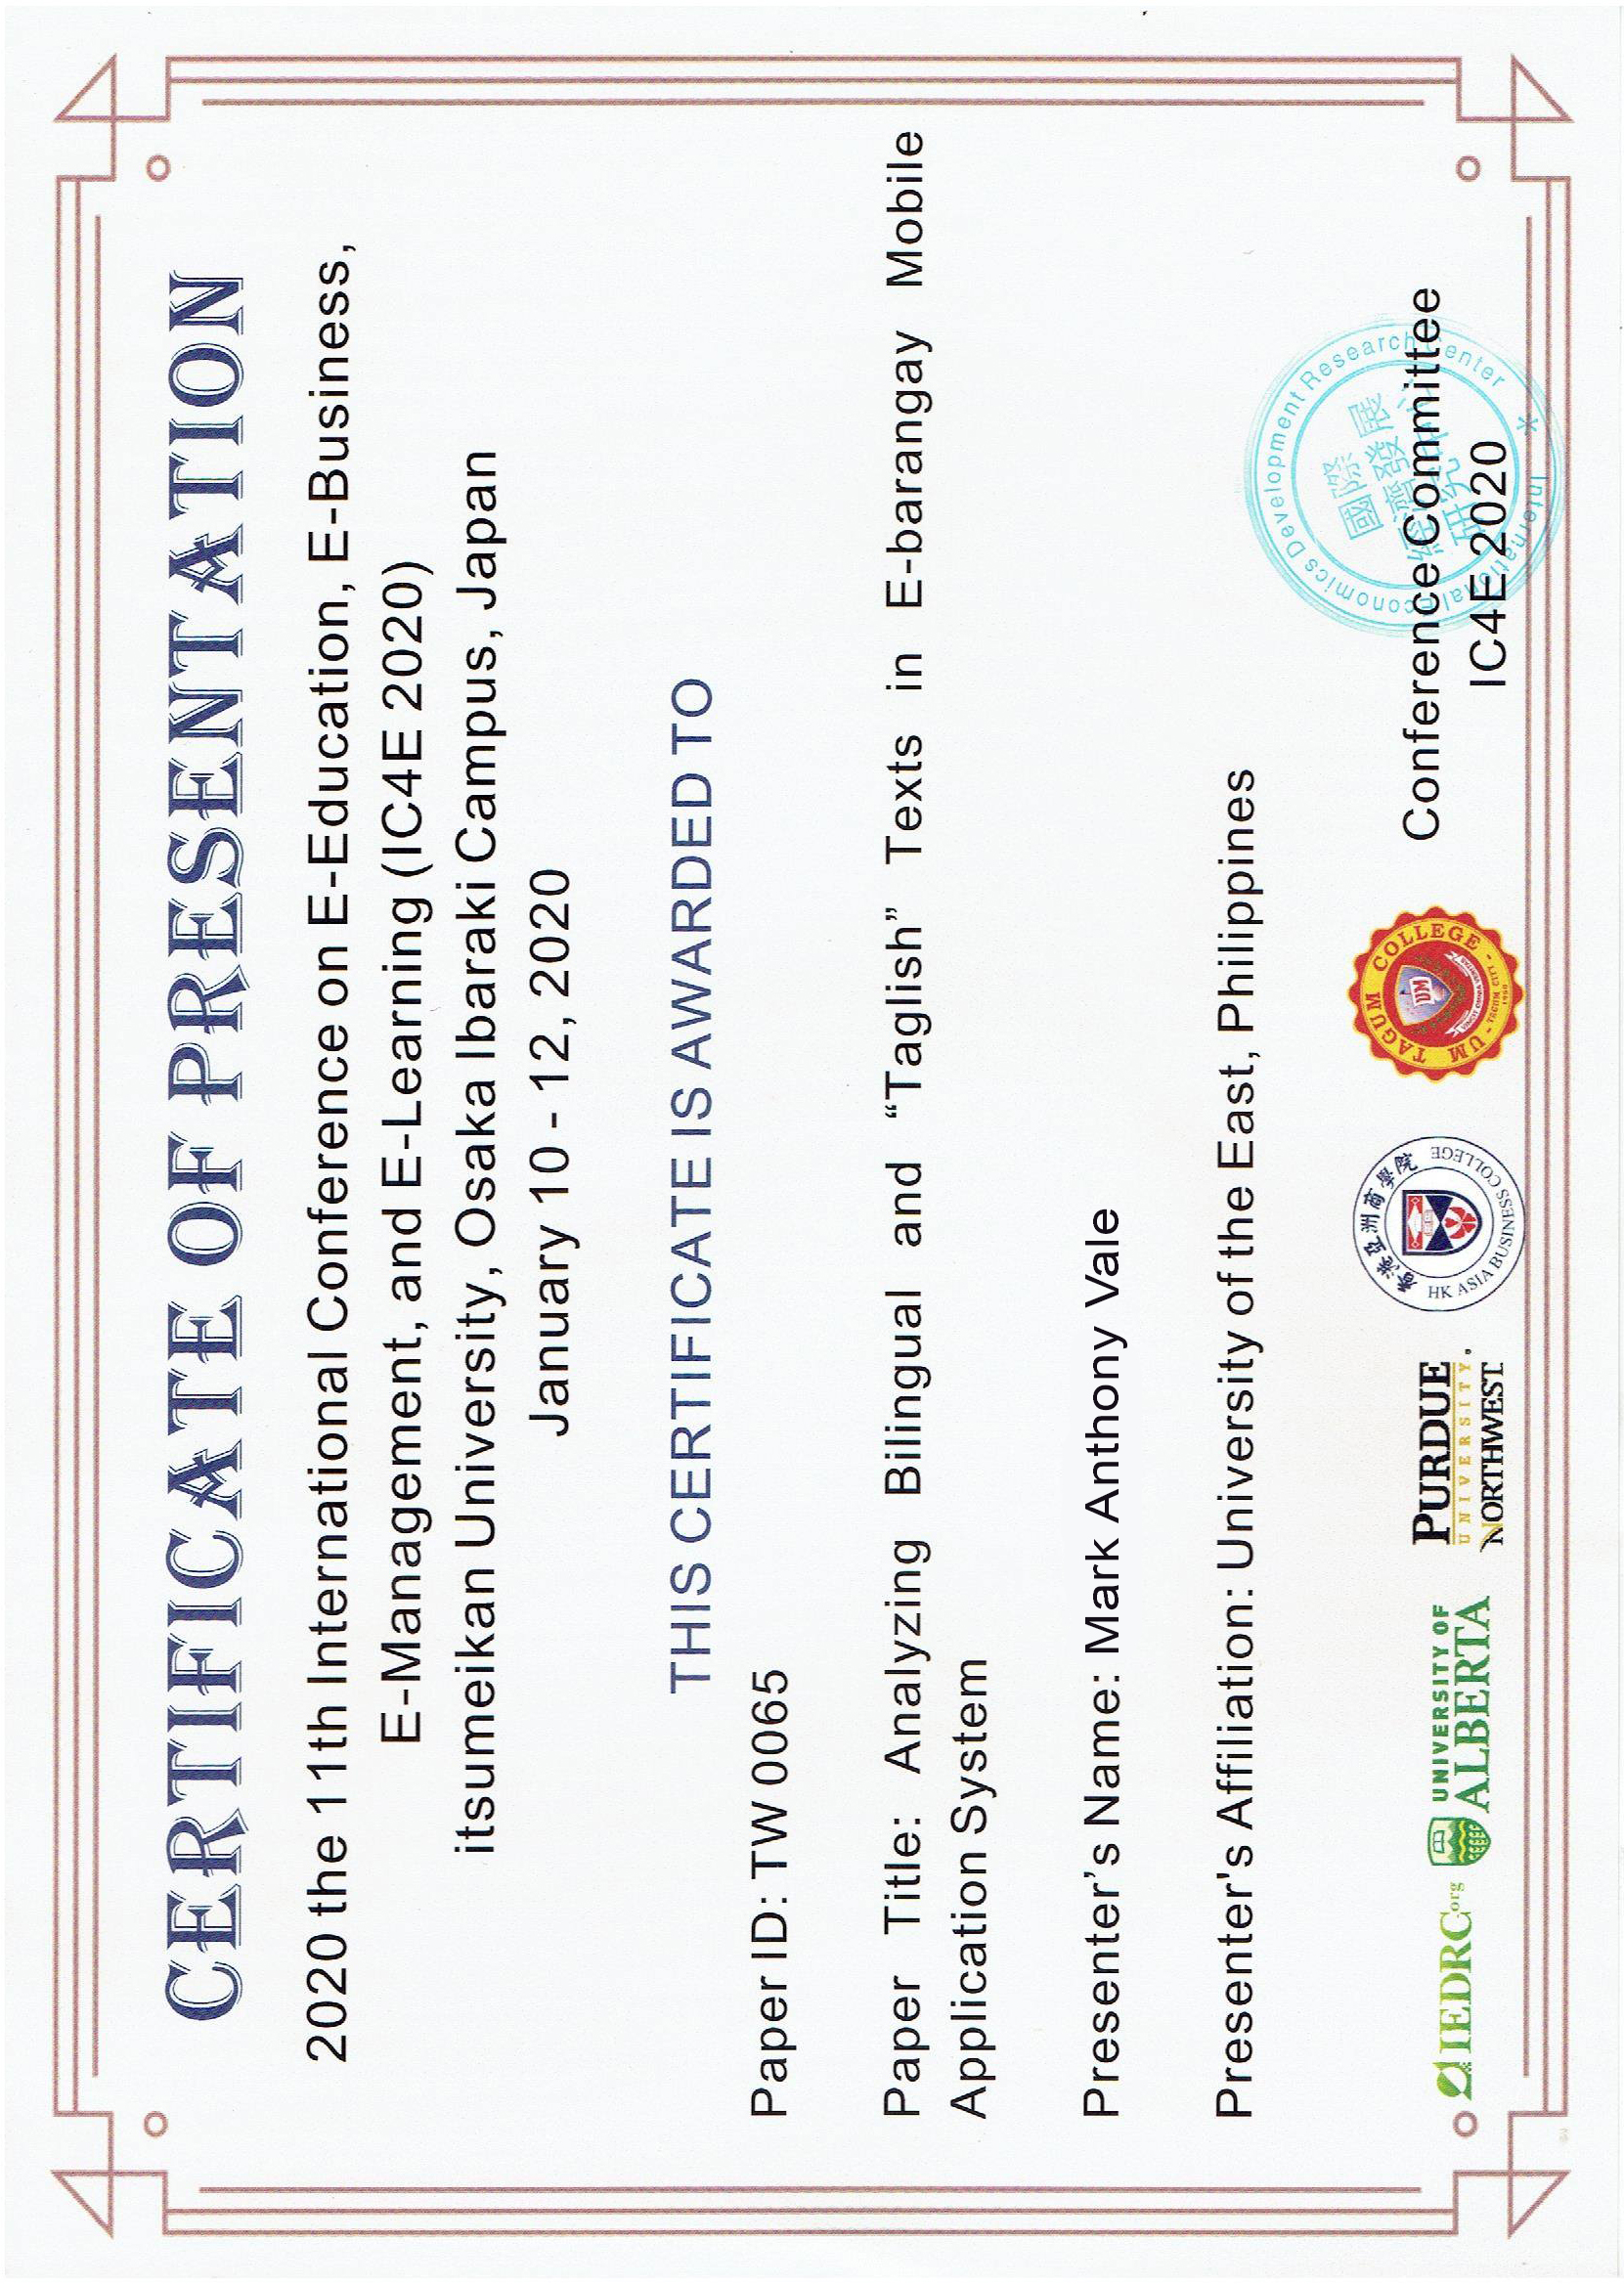 CERTIFICATE OF PRESENTATION
2020 the 11th International Conference on E-Education, E-Business,
E-Management, and E-Learning (IC4E 2020)
itsumeikan University, Osaka Ibaraki Campus, Japan
January 10 - 12, 2020
THIS CERTIFICATE IS AWARDED TO
Paper ID: TW 0065
Paper Title: Analyzing Bilingual and “Taglish” Texts in E-barangay Mobile
Application System
Presenter’s Name: Mark Anthony Vale
Presenter's Affiliation: University of the East, Philippines
IEDRC.org
UNIVERSITY OF
ALBERTA
PURDUE
UNIVERSITY.
NORTHWEST
香港亞洲商學院
HK ASIA BUSINESS COLLEGE
UM TAGUM COLLEGE
UM
TAGUM CITY
1950
Conference Committee
IC4E 2020
International Economics Development Research Center
國際
經濟發展
研究中心